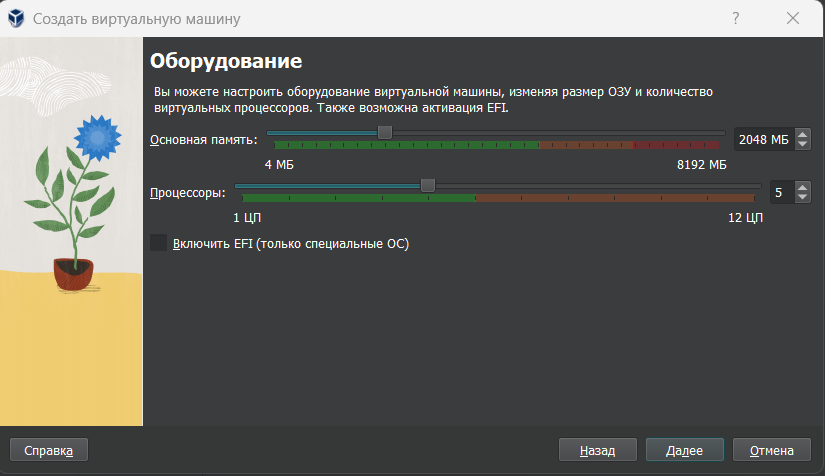 Создать виртуальную машину
?
Оборудование
Вы можете настроить оборудование виртуальной машины, изменяя размер ОЗУ и количество
виртуальных процессоров. Также возможна активация EFI.
Основная память:
2048 МБ
4 МБ
8192 МБ
Процессоры:
5
1 ЦП
12 ЦП
Включить EFI (только специальные ОС)
Справка
Назад
Далее
Отмена